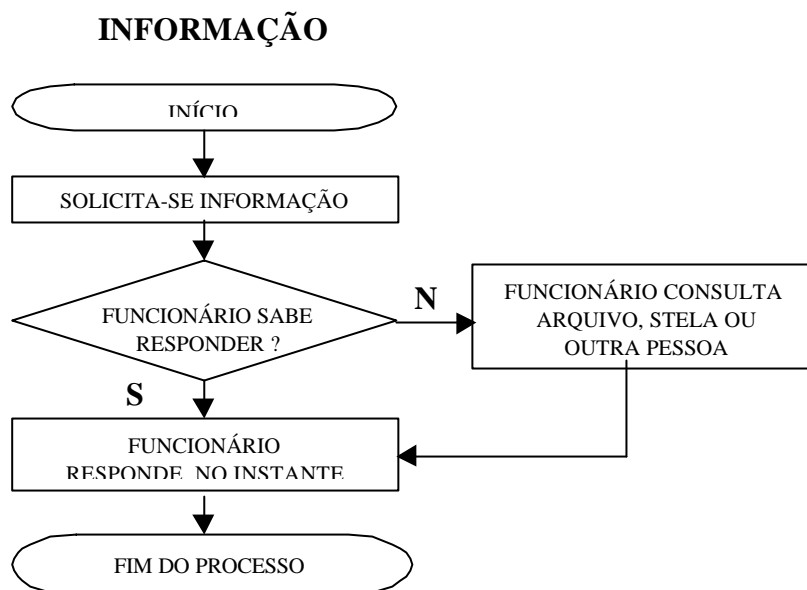 INFORMAÇÃO
INÍCIO
SOLICITA-SE INFORMAÇÃO
FUNCIONÁRIO SABE
RESPONDER ?
N
FUNCIONÁRIO CONSULTA
ARQUIVO, STELA OU
OUTRA PESSOA
S
FUNCIONÁRIO
RESPONDE NO INSTANTE
FIM DO PROCESSO